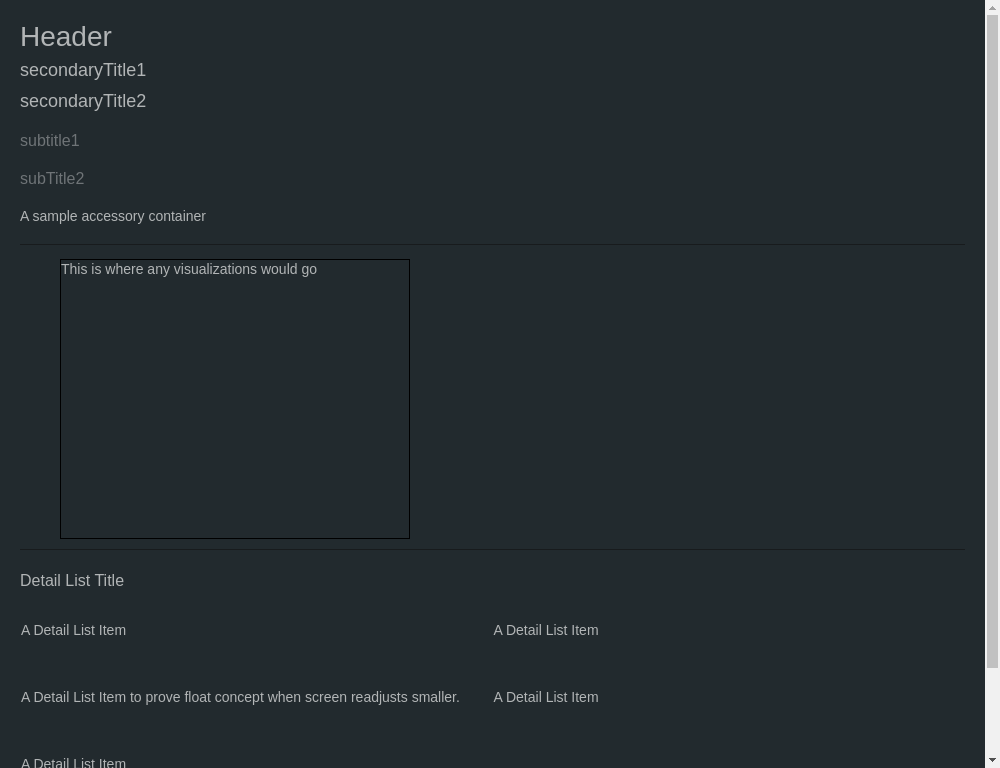 Header
secondaryTitle1
secondaryTitle2
subtitle1
subTitle2
A sample accessory container
This is where any visualizations would go
Detail List Title
A Detail List Item
A Detail List Item
A Detail List Item to prove float concept when screen readjusts smaller.
A Detail List Item
A Detail List Item